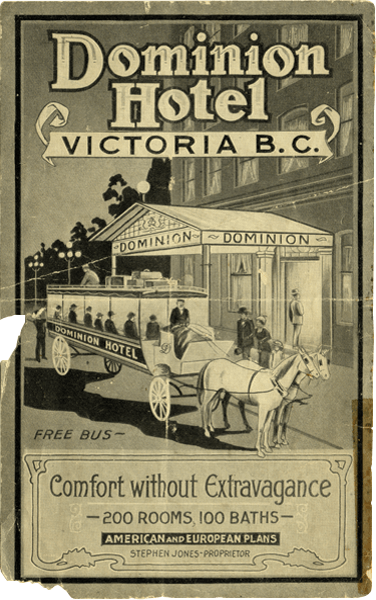 Dominion
Hotel
VICTORIA B.C.
DOMINION DOMINION
DOMINION HOTEL
FREE BUS—
Comfort without Extravagance
—200 ROOMS, 100 BATHS—
AMERICAN AND EUROPEAN PLANS
STEPHEN JONES-PROPRIETOR